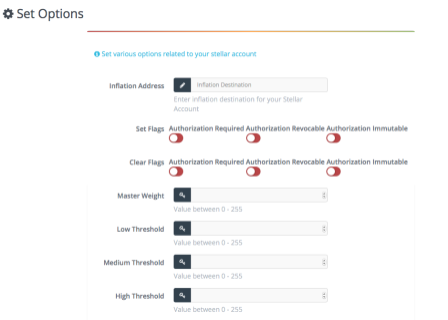 Set Options
Set various options related to your stellar account
Inflation Address
Inflation Destination
Enter inflation destination for your Stellar
Account
Set Flags Authorization Required Authorization Revocable Authorization Immutable
Clear Flags Authorization Required Authorization Revocable Authorization Immutable
Master Weight
Value between 0 - 255
Low Threshold
Value between 0 - 255
Medium Threshold
Value between 0 - 255
High Threshold
Value between 0 - 255